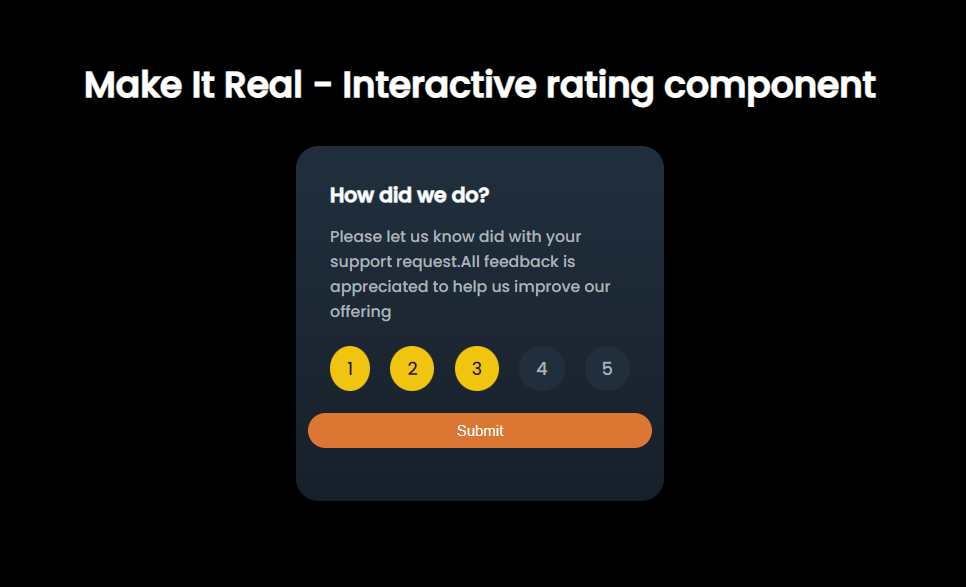 Make It Real - Interactive rating component
How did we do?
Please let us know did with your
support request.All feedback is
appreciated to help us improve our
offering
1 2 3 4 5
Submit